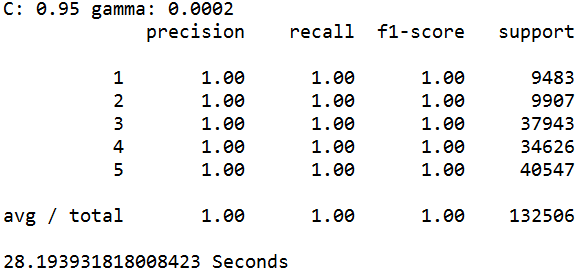 C: 0.95 gamma: 0.0002
precision recall f1-score support
1 1.00 1.00 1.00 9483
2 1.00 1.00 1.00 9907
3 1.00 1.00 1.00 37943
4 1.00 1.00 1.00 34626
5 1.00 1.00 1.00 40547
avg / total 1.00 1.00 1.00 132506
28.193931818008423 Seconds